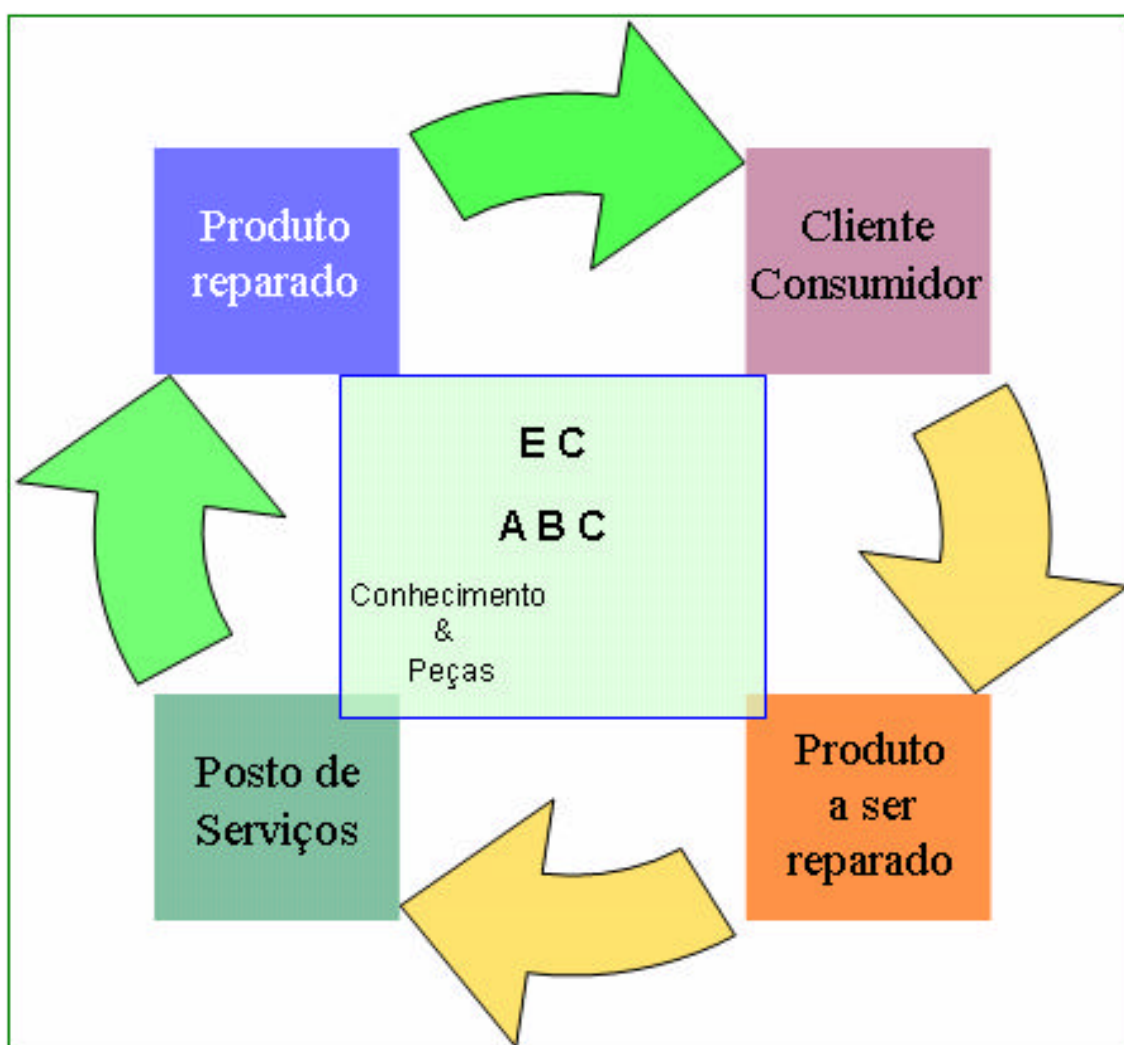 Produto
reparado
Cliente
Consumidor
E C
A B C
Conhecimento
&
Peças
Posto de
Serviços
Produto
a ser
reparado